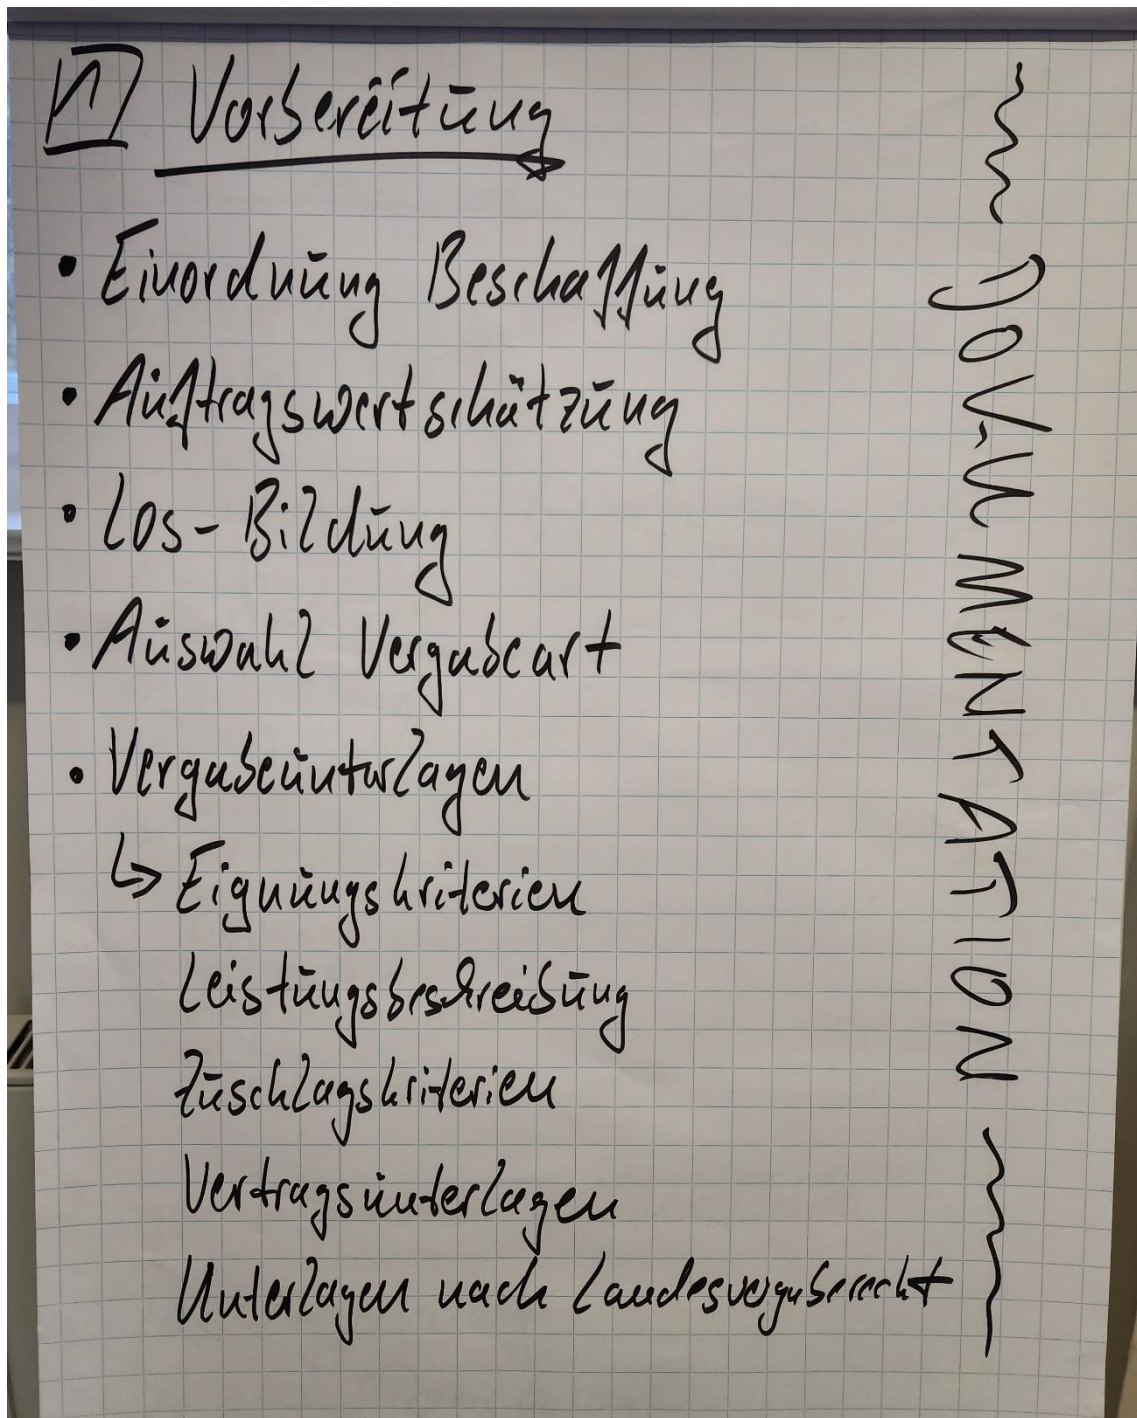 1 Vorbereitung
• Einordnung Beschaffung
• Auftragswertschätzung
• Los-Bildung
• Auswahl Vergabeart
• Vergabeunterlagen
↳ Eignungskriterien
Leistungsbeschreibung
Zuschlagskriterien
Vertragsunterlagen
Unterlagen nach Landesvergaberecht
DOKUMENTATION